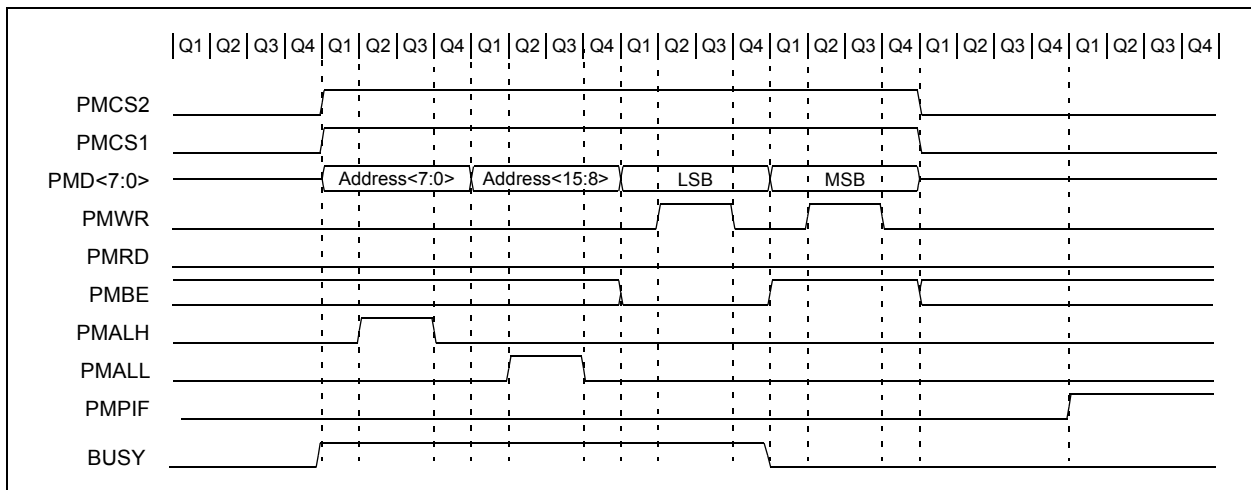 Q1 Q2 Q3 Q4 Q1 Q2 Q3 Q4 Q1 Q2 Q3 Q4 Q1 Q2 Q3 Q4 Q1 Q2 Q3 Q4 Q1 Q2 Q3 Q4 Q1 Q2 Q3 Q4
PMCS2
PMCS1
PMD<7:0> Address<7:0> Address<15:8> LSB MSB
PMWR
PMRD
PMBE
PMALH
PMALL
PMPIF
BUSY